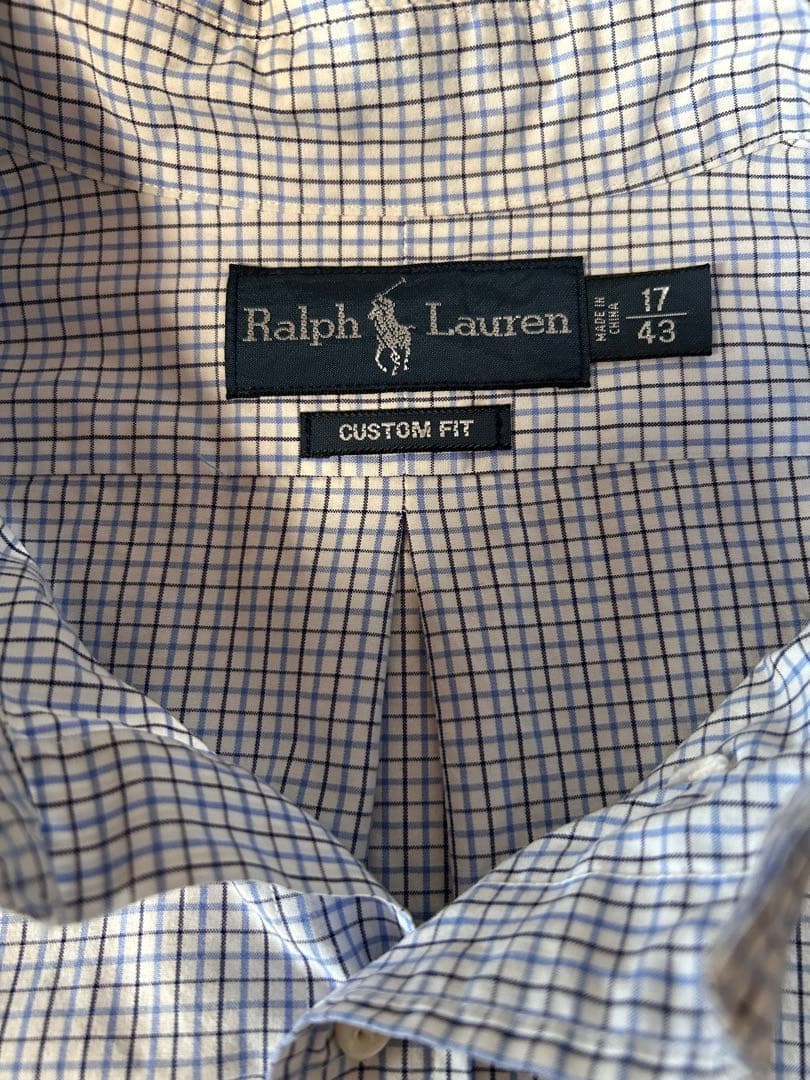 Ralph Lauren
MADE IN
CHINA
17
43
CUSTOM FIT